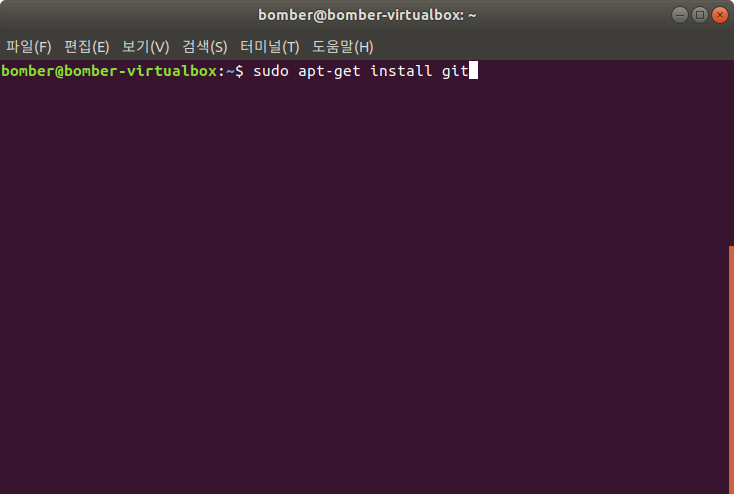 bomber@bomber-virtualbox: ~
파일(F) 편집(E) 보기(V) 검색(S) 터미널(T) 도움말(H)
bomber@bomber-virtualbox:~$ sudo apt-get install git